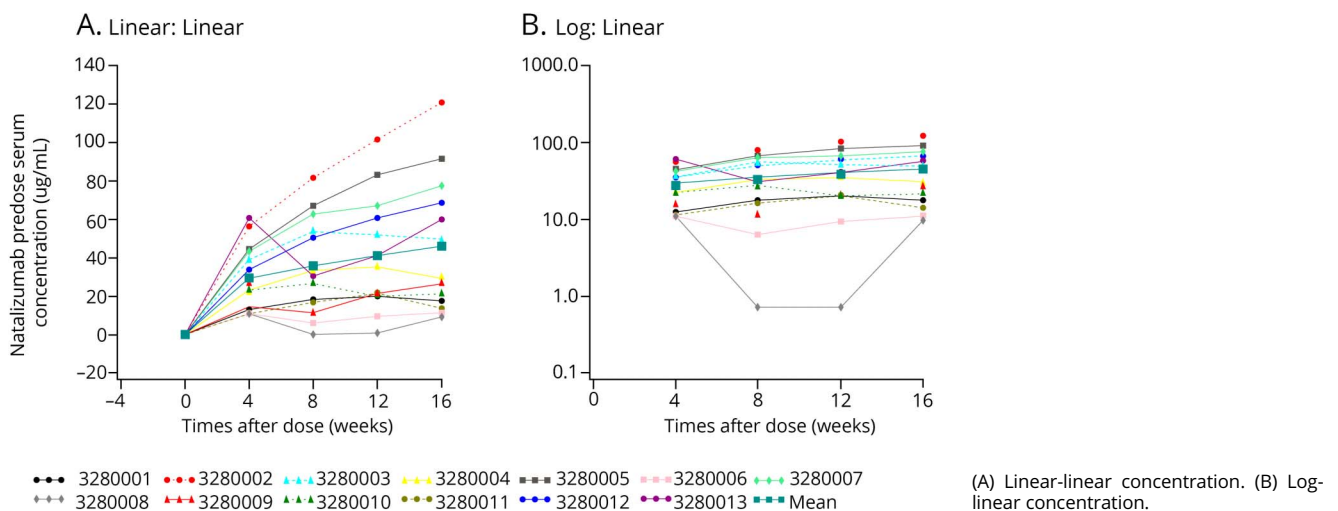 A. Linear: Linear
B. Log: Linear
Natalizumab predose serum
concentration (ug/mL)
140
120
100
80
60
40
20
0
−20
−4 0 4 8 12 16
Times after dose (weeks)
1000.0
100.0
10.0
1.0
0.1
0 4 8 12 16
Times after dose (weeks)
3280001 3280002 3280003 3280004 3280005 3280006 3280007
3280008 3280009 3280010 3280011 3280012 3280013 Mean
(A) Linear-linear concentration. (B) Log-
linear concentration.